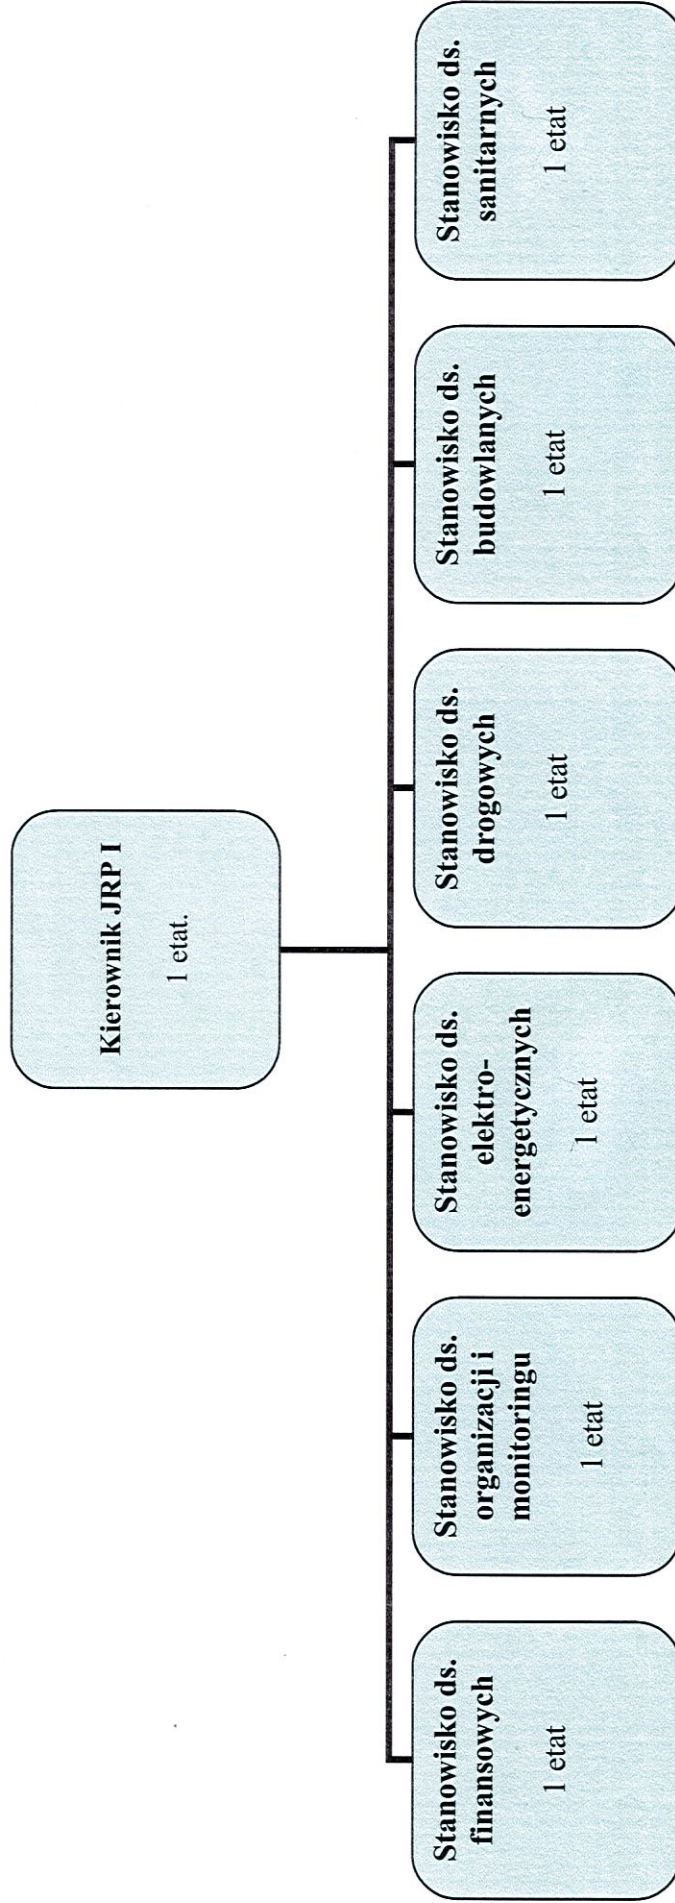 Kierownik JRP I
1 etat.
Stanowisko ds.
finansowych
1 etat
Stanowisko ds.
organizacji i
monitoringu
1 etat
Stanowisko ds.
elektro-
energetycznych
1 etat
Stanowisko ds.
drogowych
1 etat
Stanowisko ds.
budowlanych
1 etat
Stanowisko ds.
sanitarnych
1 etat